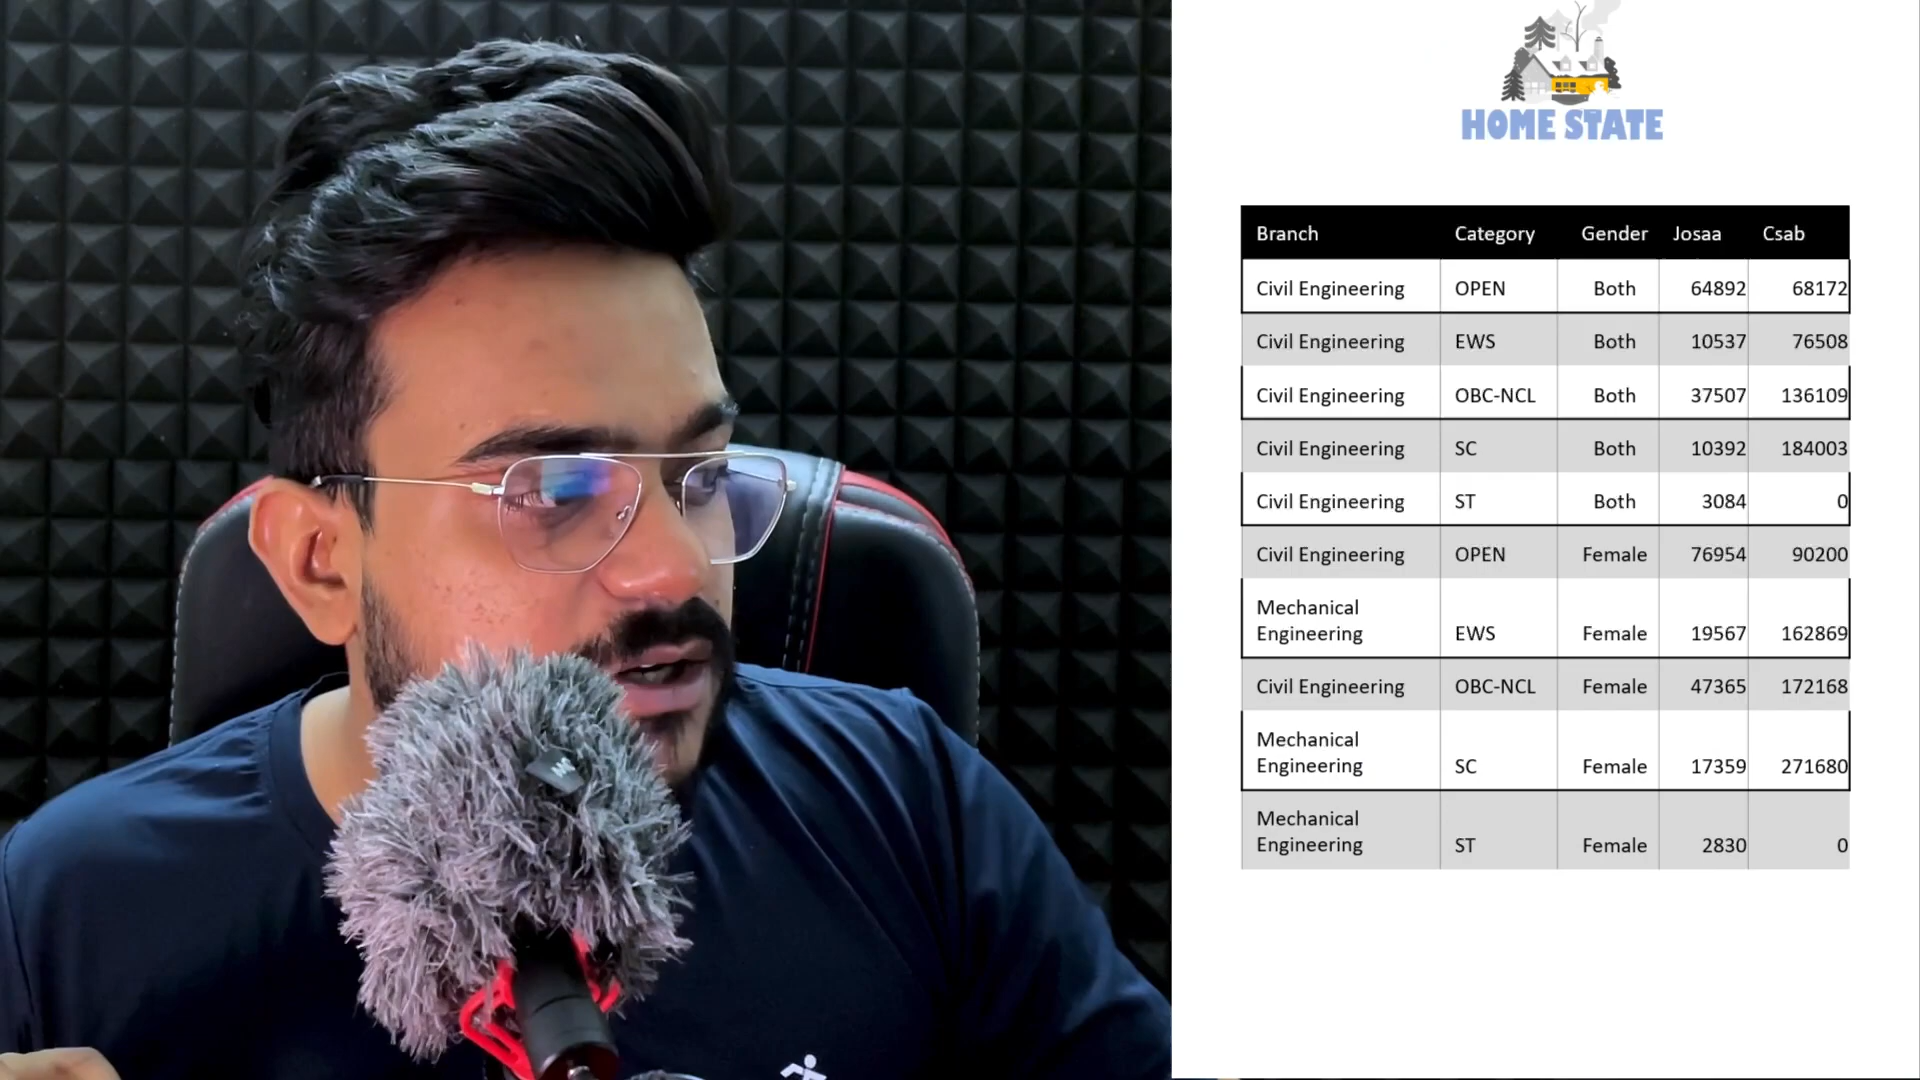 HOME STATE
Branch Category Gender Josaa Csab
Civil Engineering OPEN Both 64892 68172
Civil Engineering EWS Both 10537 76508
Civil Engineering OBC-NCL Both 37507 136109
Civil Engineering SC Both 10392 184003
Civil Engineering ST Both 3084 0
Civil Engineering OPEN Female 76954 90200
Mechanical
Engineering EWS Female 19567 162869
Civil Engineering OBC-NCL Female 47365 172168
Mechanical
Engineering SC Female 17359 271680
Mechanical
Engineering ST Female 2830 0